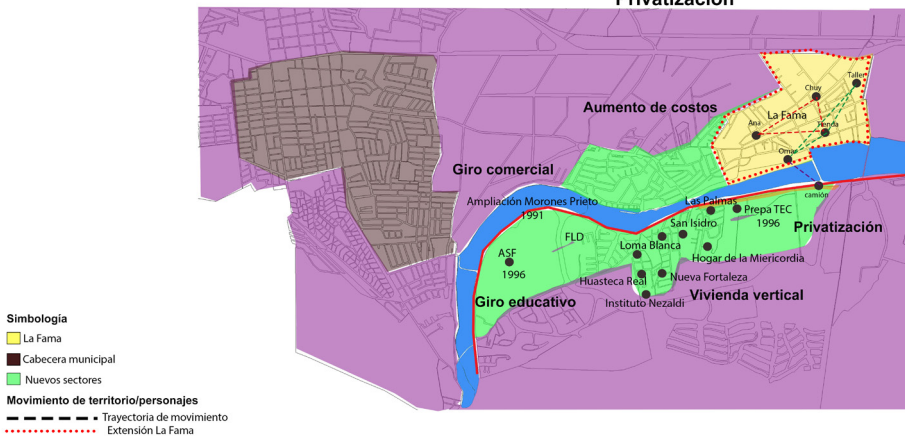 Privatización
Taller
Chuy
Aumento de costos
La Fama
Ana
Tienda
Omar
Giro comercial
camión
Ampliación Morones Prieto
1991
Las Palmas
Prepa TEC
1996
San Isidro
Privatización
FLD
Loma Blanca
ASF
1996
Hogar de la Miericordia
Huasteca Real
Nueva Fortaleza
Giro educativo
Vivienda vertical
Instituto Nezaldi
Simbología
La Fama
Cabecera municipal
Nuevos sectores
Movimiento de territorio/personajes
Trayectoria de movimiento
Extensión La Fama